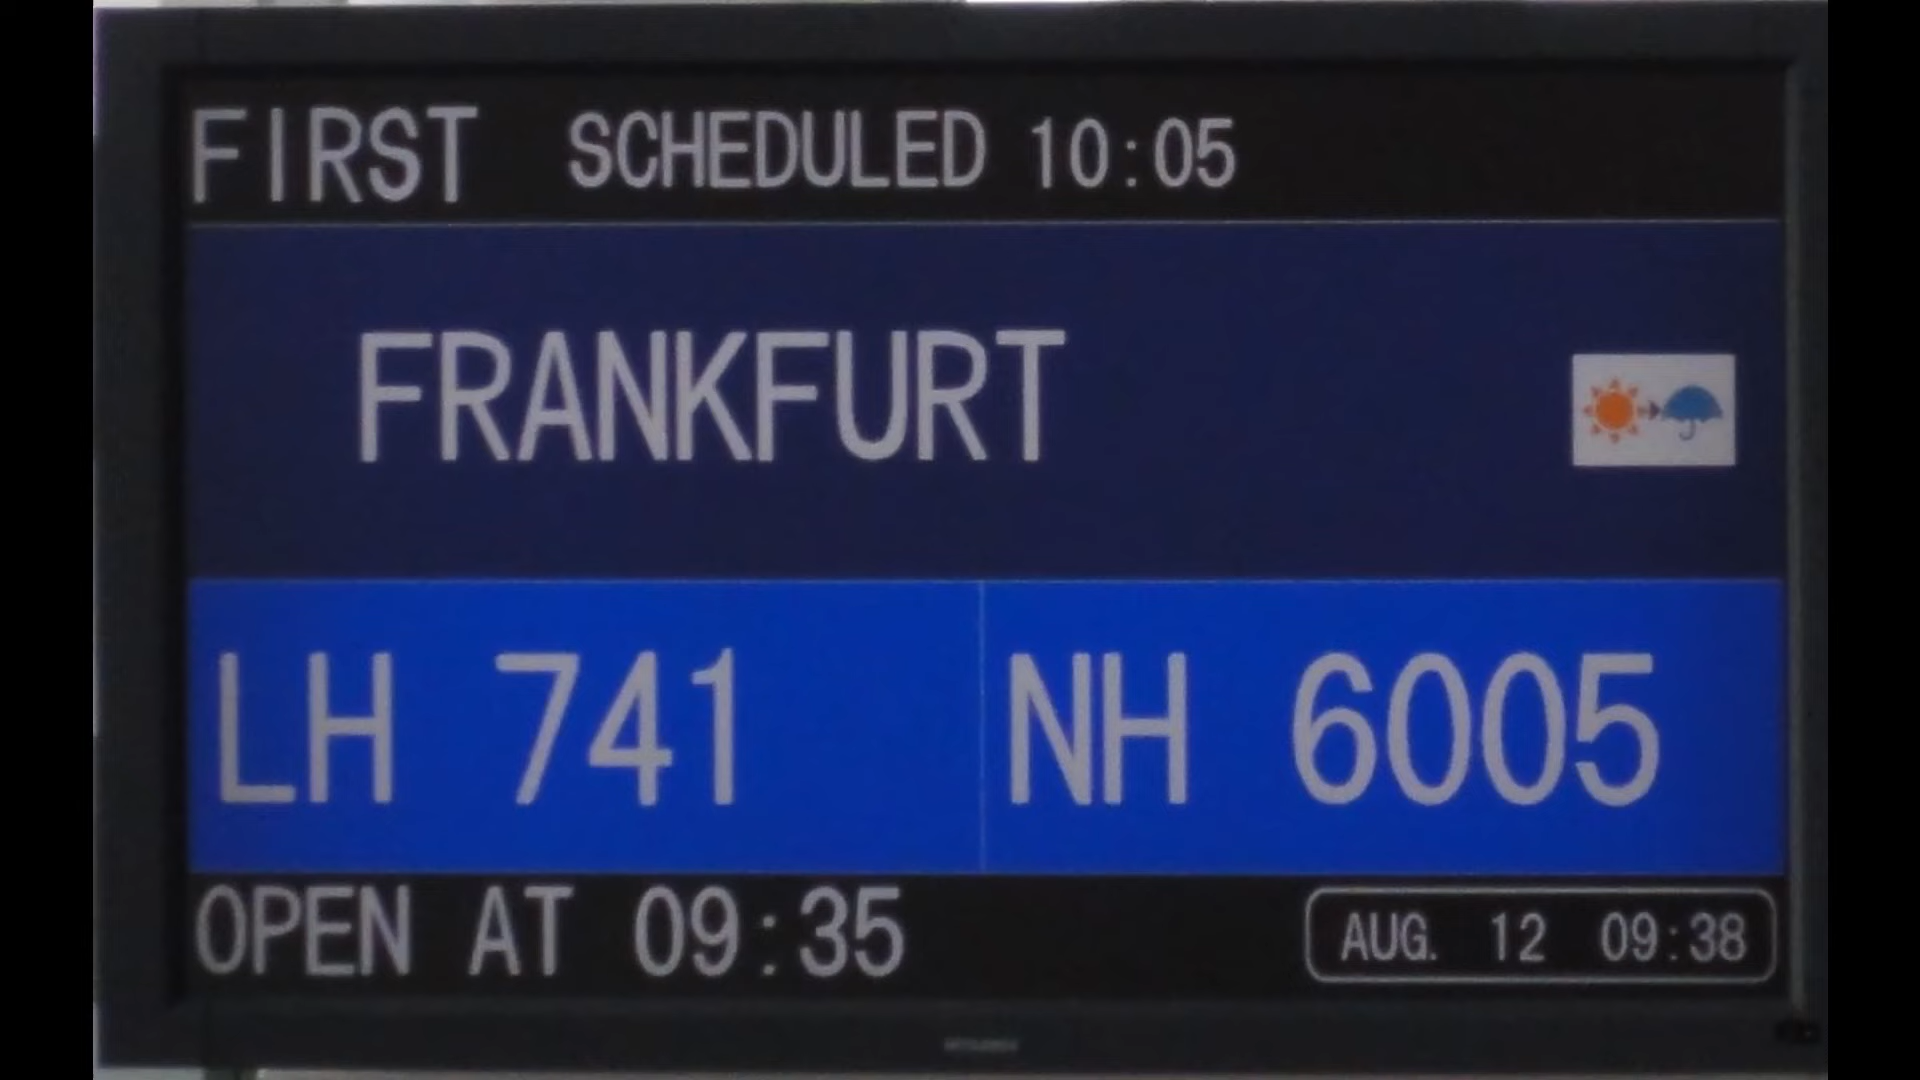 FIRST SCHEDULED 10:05
FRANKFURT
LH 741 NH 6005
OPEN AT 09:35
AUG. 12 09:38